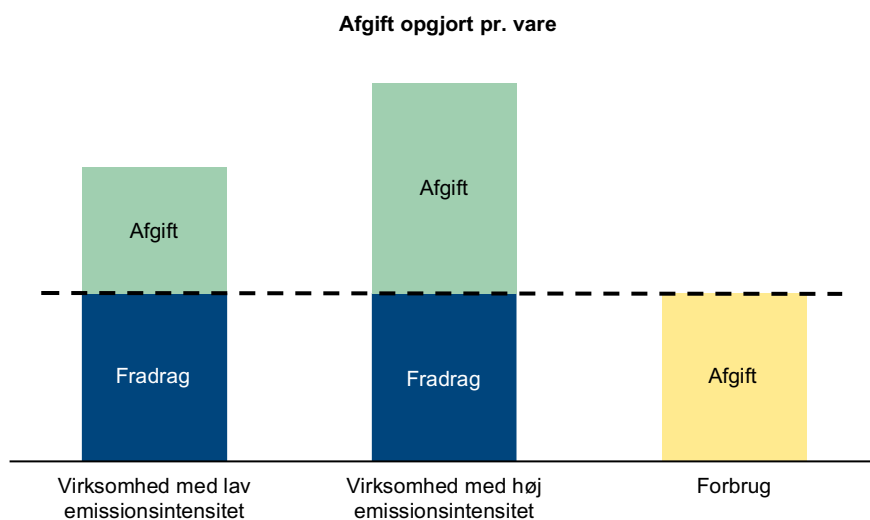 Afgift opgjort pr. vare
Afgift
Afgift
Fradrag
Fradrag
Afgift
Virksomhed med lav
emissionsintensitet
Virksomhed med høj
emissionsintensitet
Forbrug